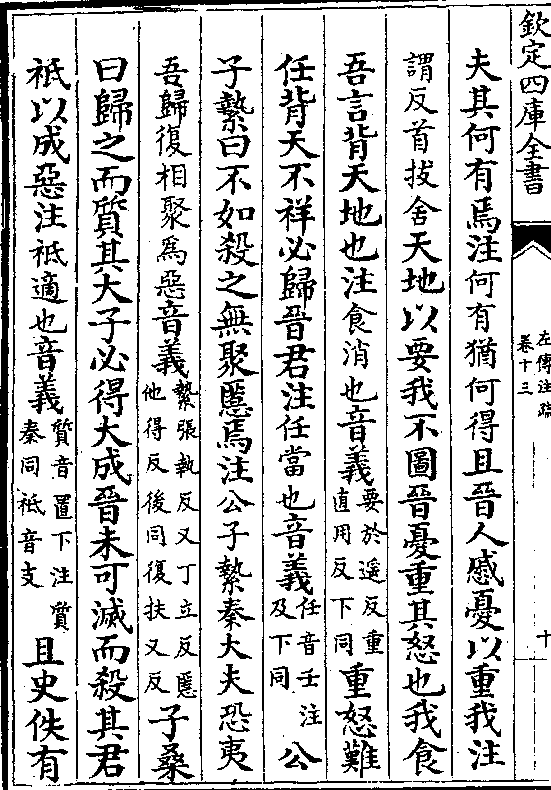 欽定四庫全書
左傳注疏
卷十三
十
夫其何有焉注何有猶何得且晉人慼憂以重我注
謂反首拔舍天地以要我不圖晉憂重其怒也我食
吾言背天地也注食消也音義要於遥反重
直用反下同重怒難
任背天不祥必歸晉君注任當也音義任音壬注
及下同公
子縶曰不如殺之無聚慝焉注公子縶秦大夫恐夷
吾歸復相聚為惡音義縶張執反又丁立反慝
他得反後同復扶又反子桑
曰歸之而質其大子必得大成晉未可滅而殺其君
祇以成惡注祇適也音義質音置下注質
秦同祇音支且史佚有